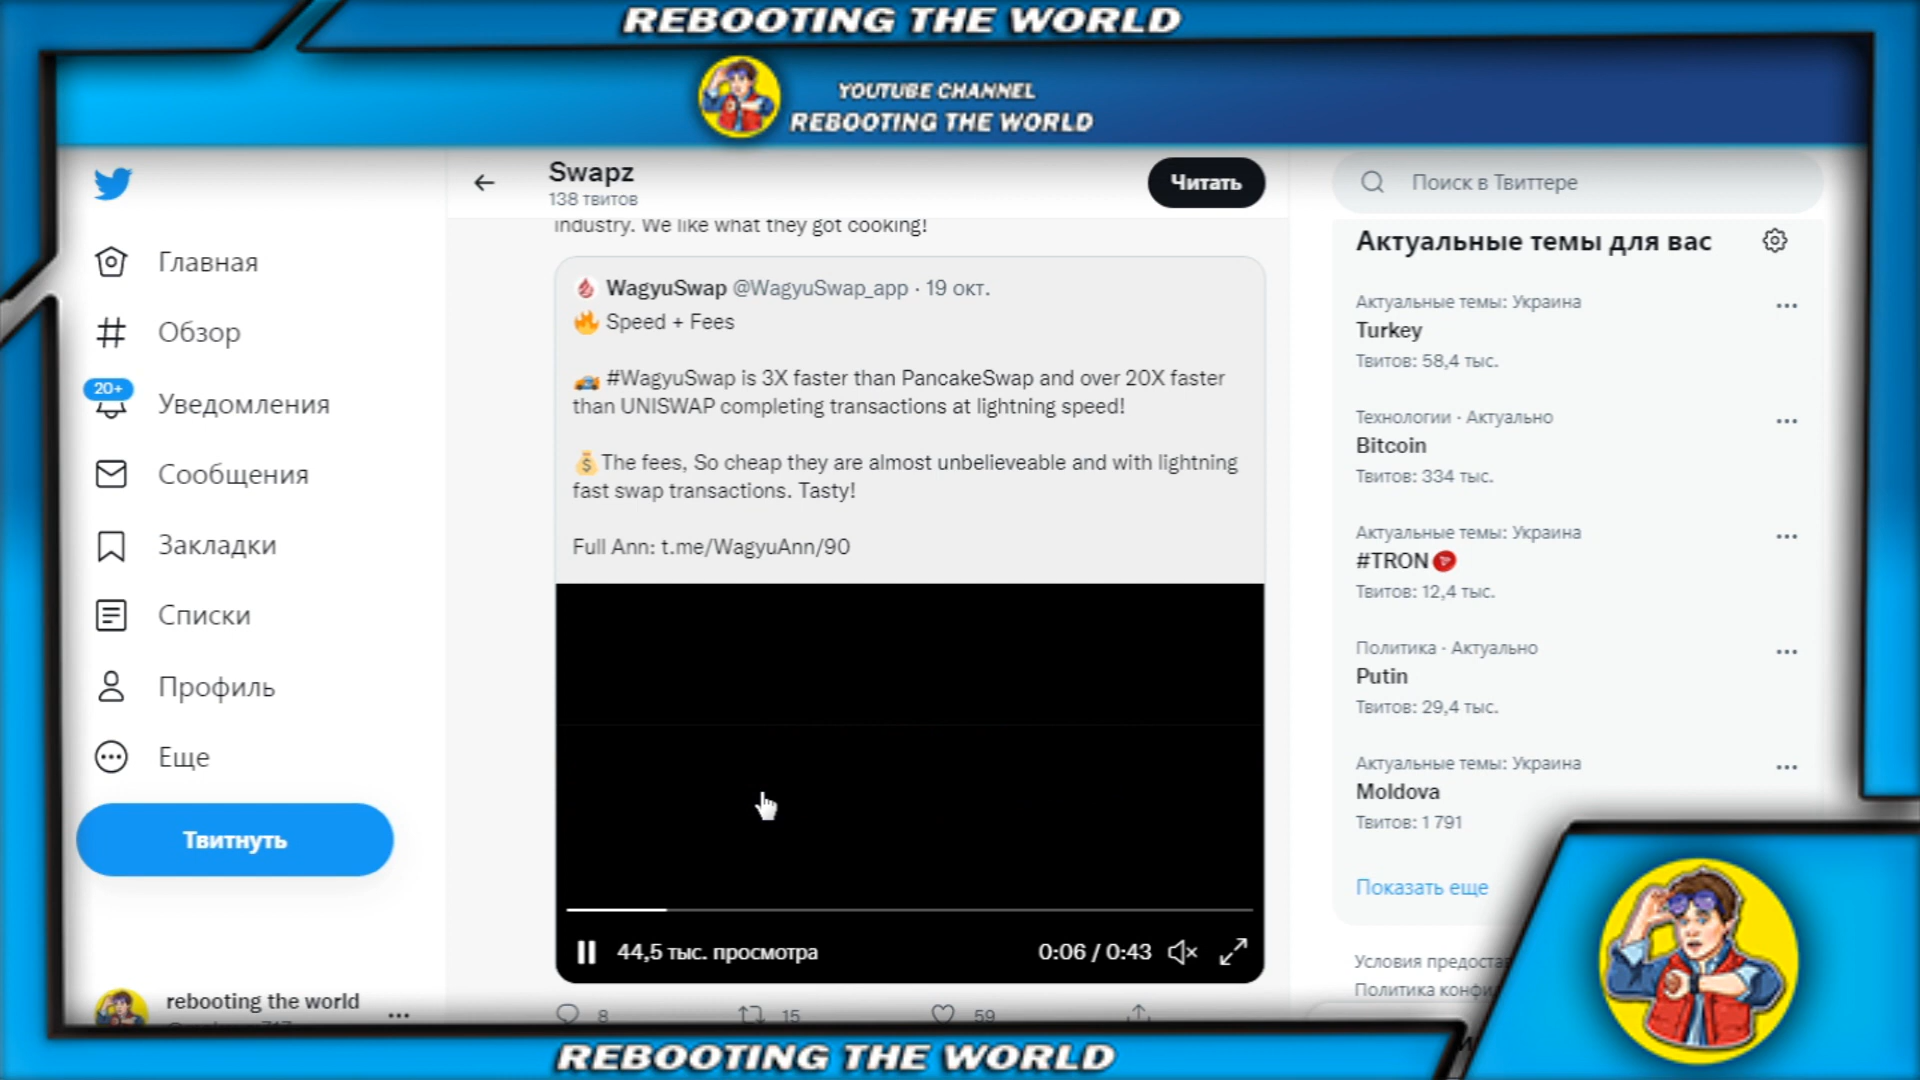 REBOOTING THE WORLD
YOUTUBE CHANNEL
REBOOTING THE WORLD
Главная
Обзор
20+
Уведомления
Сообщения
Закладки
Списки
Профиль
Еще
Твитнуть
rebooting the world
Swapz
138 твитов
Читать
industry. We like what they got cooking!
WagyuSwap @WagyuSwap_app · 19 окт.
Speed + Fees
#WagyuSwap is 3X faster than PancakeSwap and over 20X faster
than UNISWAP completing transactions at lightning speed!
The fees, So cheap they are almost unbelieveable and with lightning
fast swap transactions. Tasty!
Full Ann: t.me/WagyuAnn/90
44,5 тыс. просмотра
0:06 / 0:43
8
15
59
Поиск в Твиттере
Актуальные темы для вас
Актуальные темы: Украина
Turkey
Твитов: 58,4 тыс.
Технологии · Актуально
Bitcoin
Твитов: 334 тыс.
Актуальные темы: Украина
#TRON
Твитов: 12,4 тыс.
Политика · Актуально
Putin
Твитов: 29,4 тыс.
Актуальные темы: Украина
Moldova
Твитов: 1 791
Показать еще
Условия
Политика
REBOOTING THE WORLD